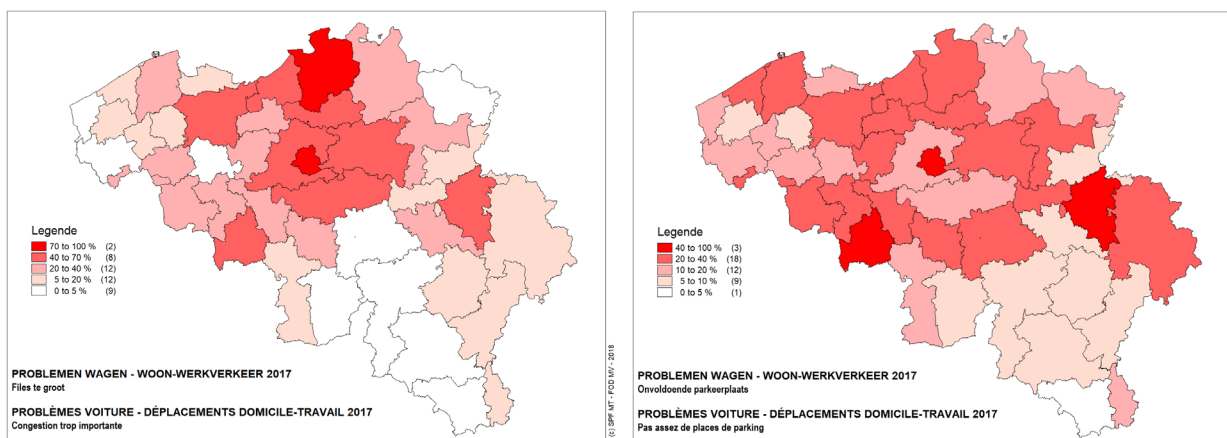 Legende
70 to 100 % (2)
40 to 70 % (8)
20 to 40 % (12)
5 to 20 % (12)
0 to 5 % (9)
PROBLEMEN WAGEN - WOON-WERKVERKEER 2017
Files te groot
PROBLÈMES VOITURE - DÉPLACEMENTS DOMICILE-TRAVAIL 2017
Congestion trop importante
(c) SPF MT - FOD MV - 2018
Legende
40 to 100 % (3)
20 to 40 % (18)
10 to 20 % (12)
5 to 10 % (9)
0 to 5 % (1)
PROBLEMEN WAGEN - WOON-WERKVERKEER 2017
Onvoldoende parkeerplaats
PROBLÈMES VOITURE - DÉPLACEMENTS DOMICILE-TRAVAIL 2017
Pas assez de places de parking